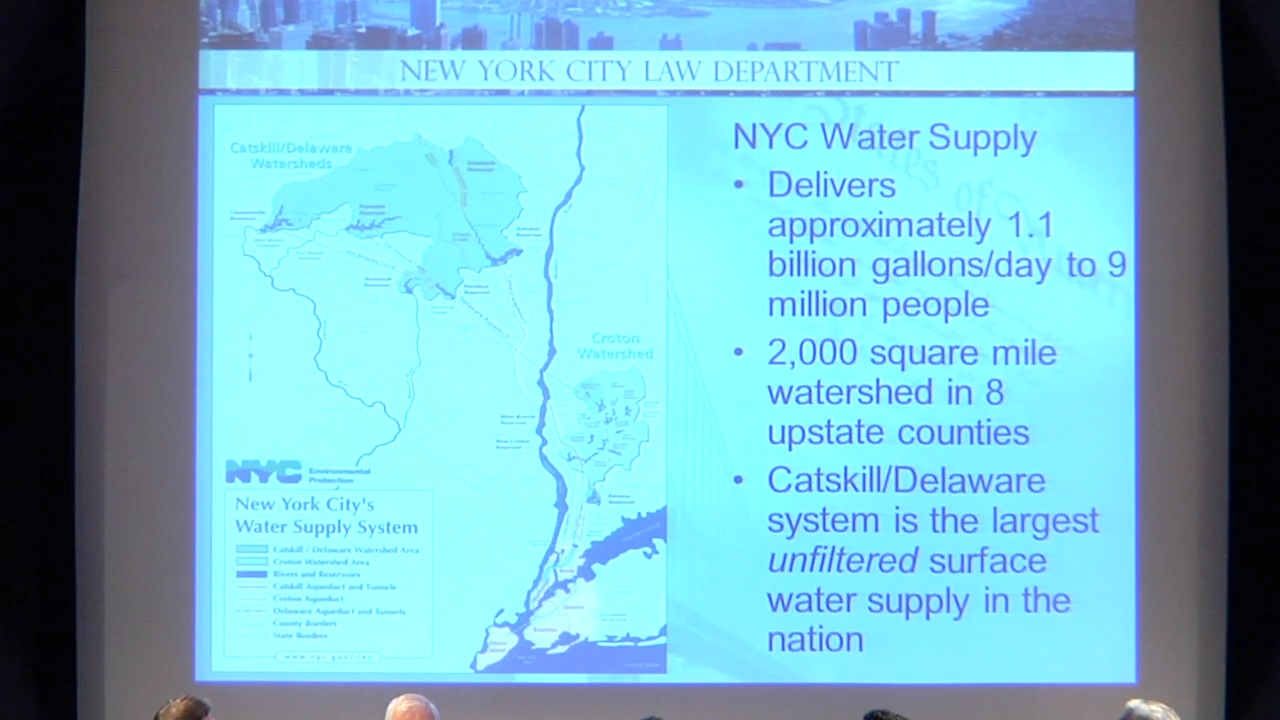 NEW YORK CITY LAW DEPARTMENT
Catskill/Delaware
Watersheds
Croton
Watershed
NYC
Environmental
Protection
New York City's
Water Supply System
Catskill / Delaware Watershed Area
Croton Watershed Area
Rivers and Reservoirs
Catskill Aqueduct and Tunnels
Croton Aqueduct
Delaware Aqueduct and Tunnels
County Borders
State Borders
NYC Water Supply
• Delivers
approximately 1.1
billion gallons/day to 9
million people
• 2,000 square mile
watershed in 8
upstate counties
• Catskill/Delaware
system is the largest
unfiltered surface
water supply in the
nation